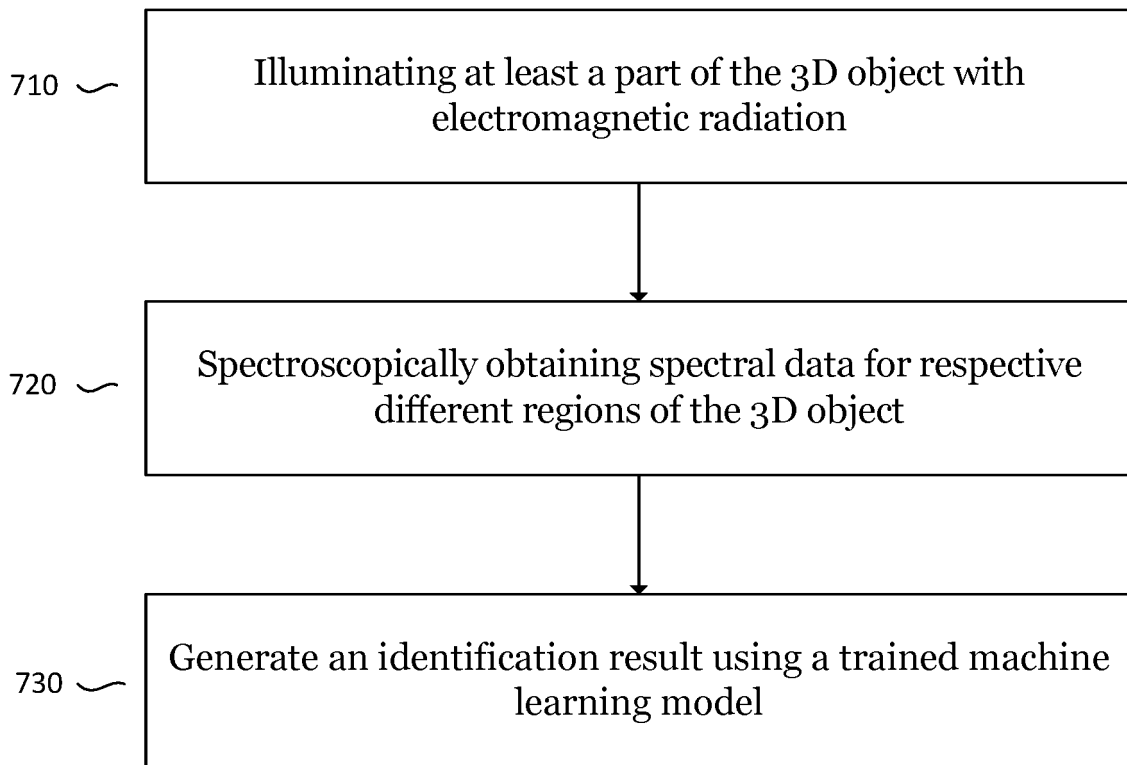 710
Illuminating at least a part of the 3D object with
electromagnetic radiation
720
Spectroscopically obtaining spectral data for respective
different regions of the 3D object
730
Generate an identification result using a trained machine
learning model